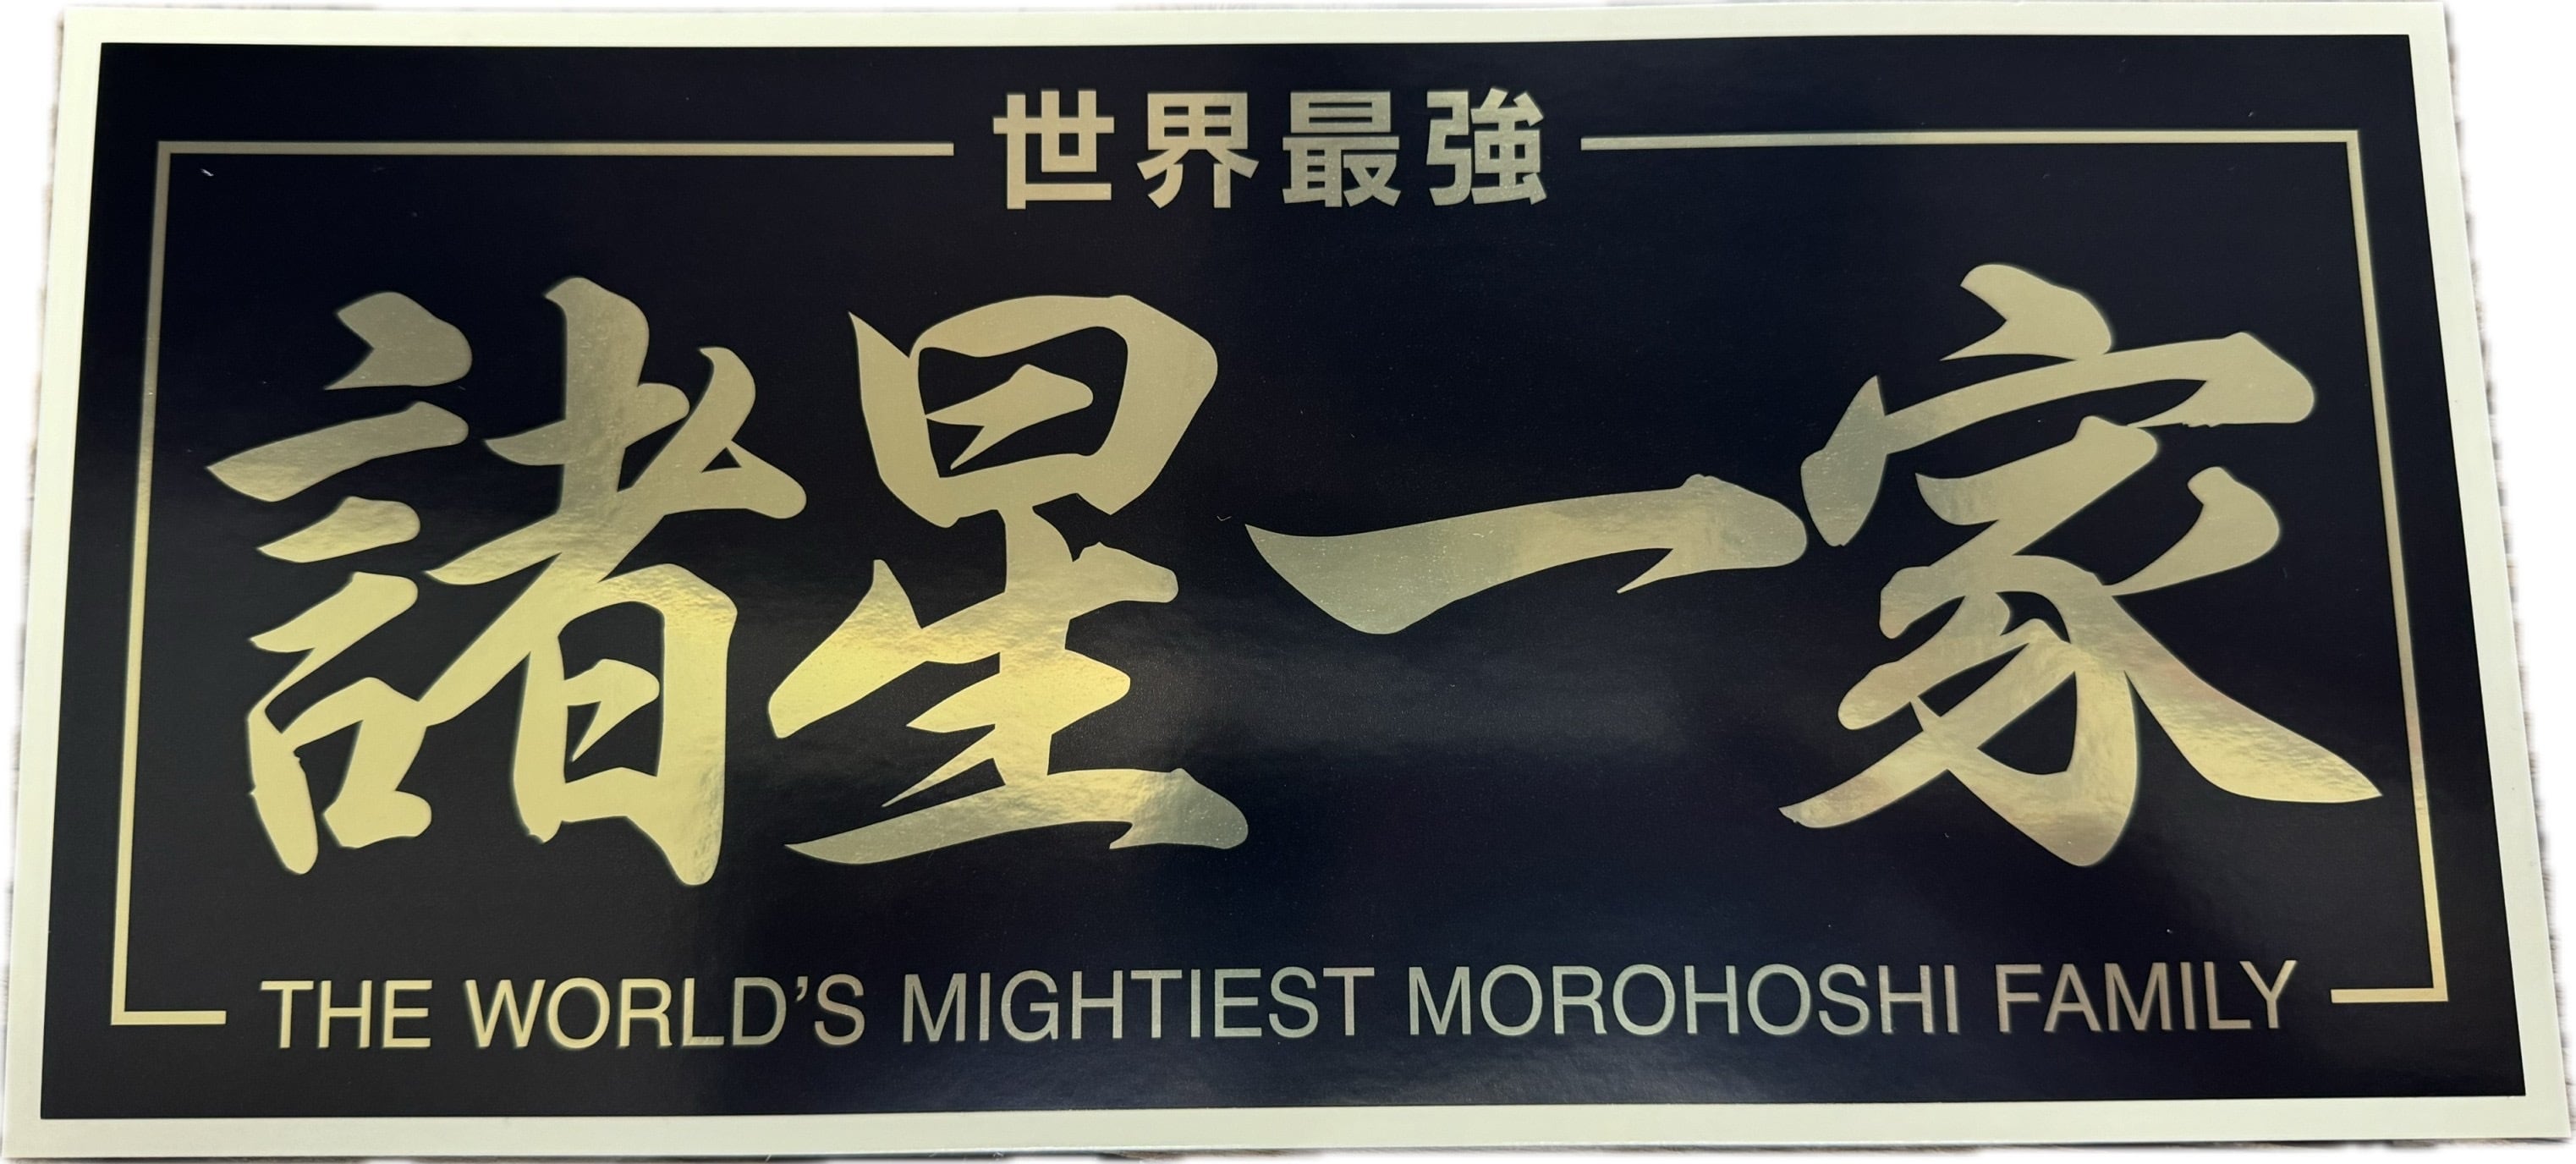 世界最強
諸星一家
THE WORLD'S MIGHTIEST MOROHOSHI FAMILY